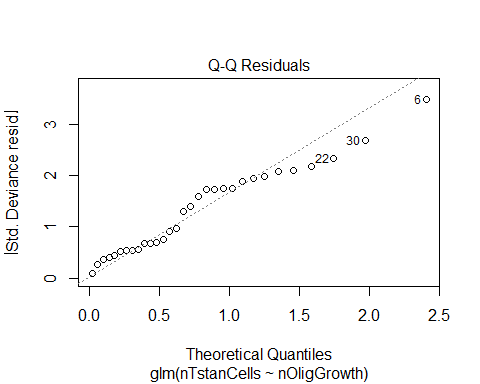 Q-Q Residuals
|Std. Deviance resid.|
3
2
1
0
6
30
22
0.0 0.5 1.0 1.5 2.0 2.5
Theoretical Quantiles
glm(nTstanCells ~ nOligGrowth)